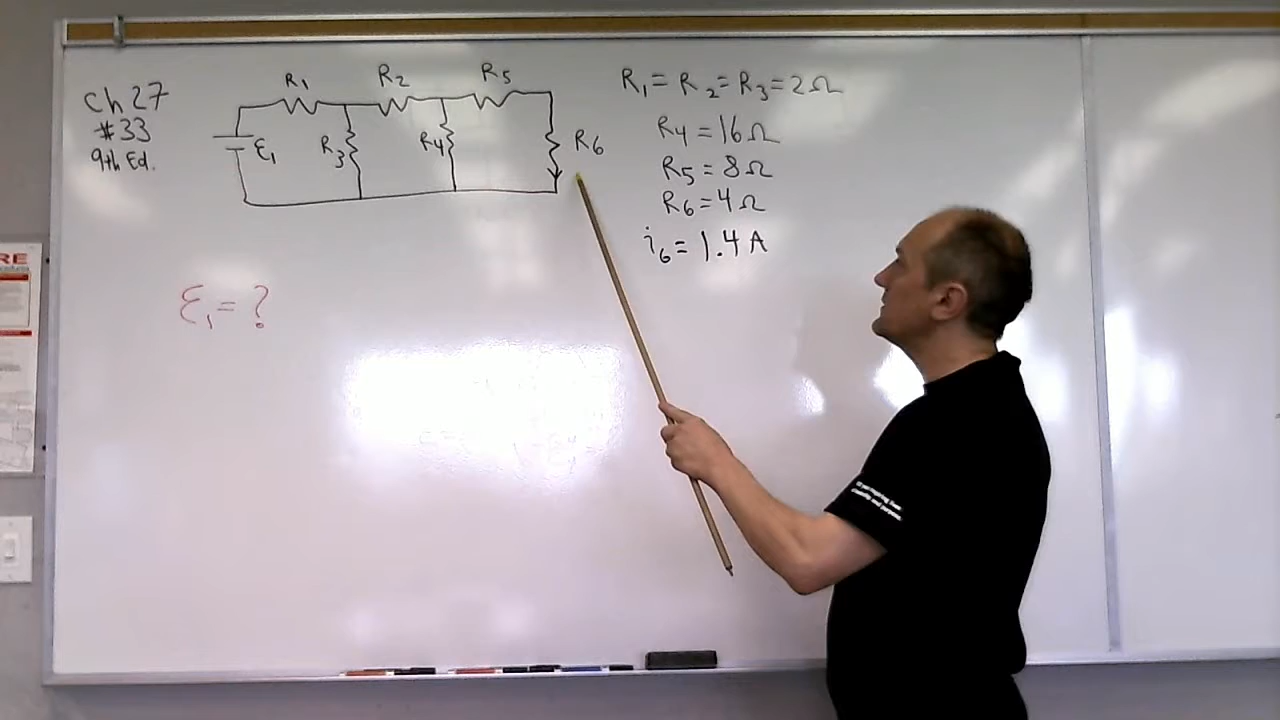 Ch 27
#33
9th Ed.
R1
R2
R5
ε1
R3
R4
R6
R1 = R2 = R3 = 2Ω
R4 = 16Ω
R5 = 8Ω
R6 = 4Ω
i6 = 1.4 A
ε1 = ?
RE